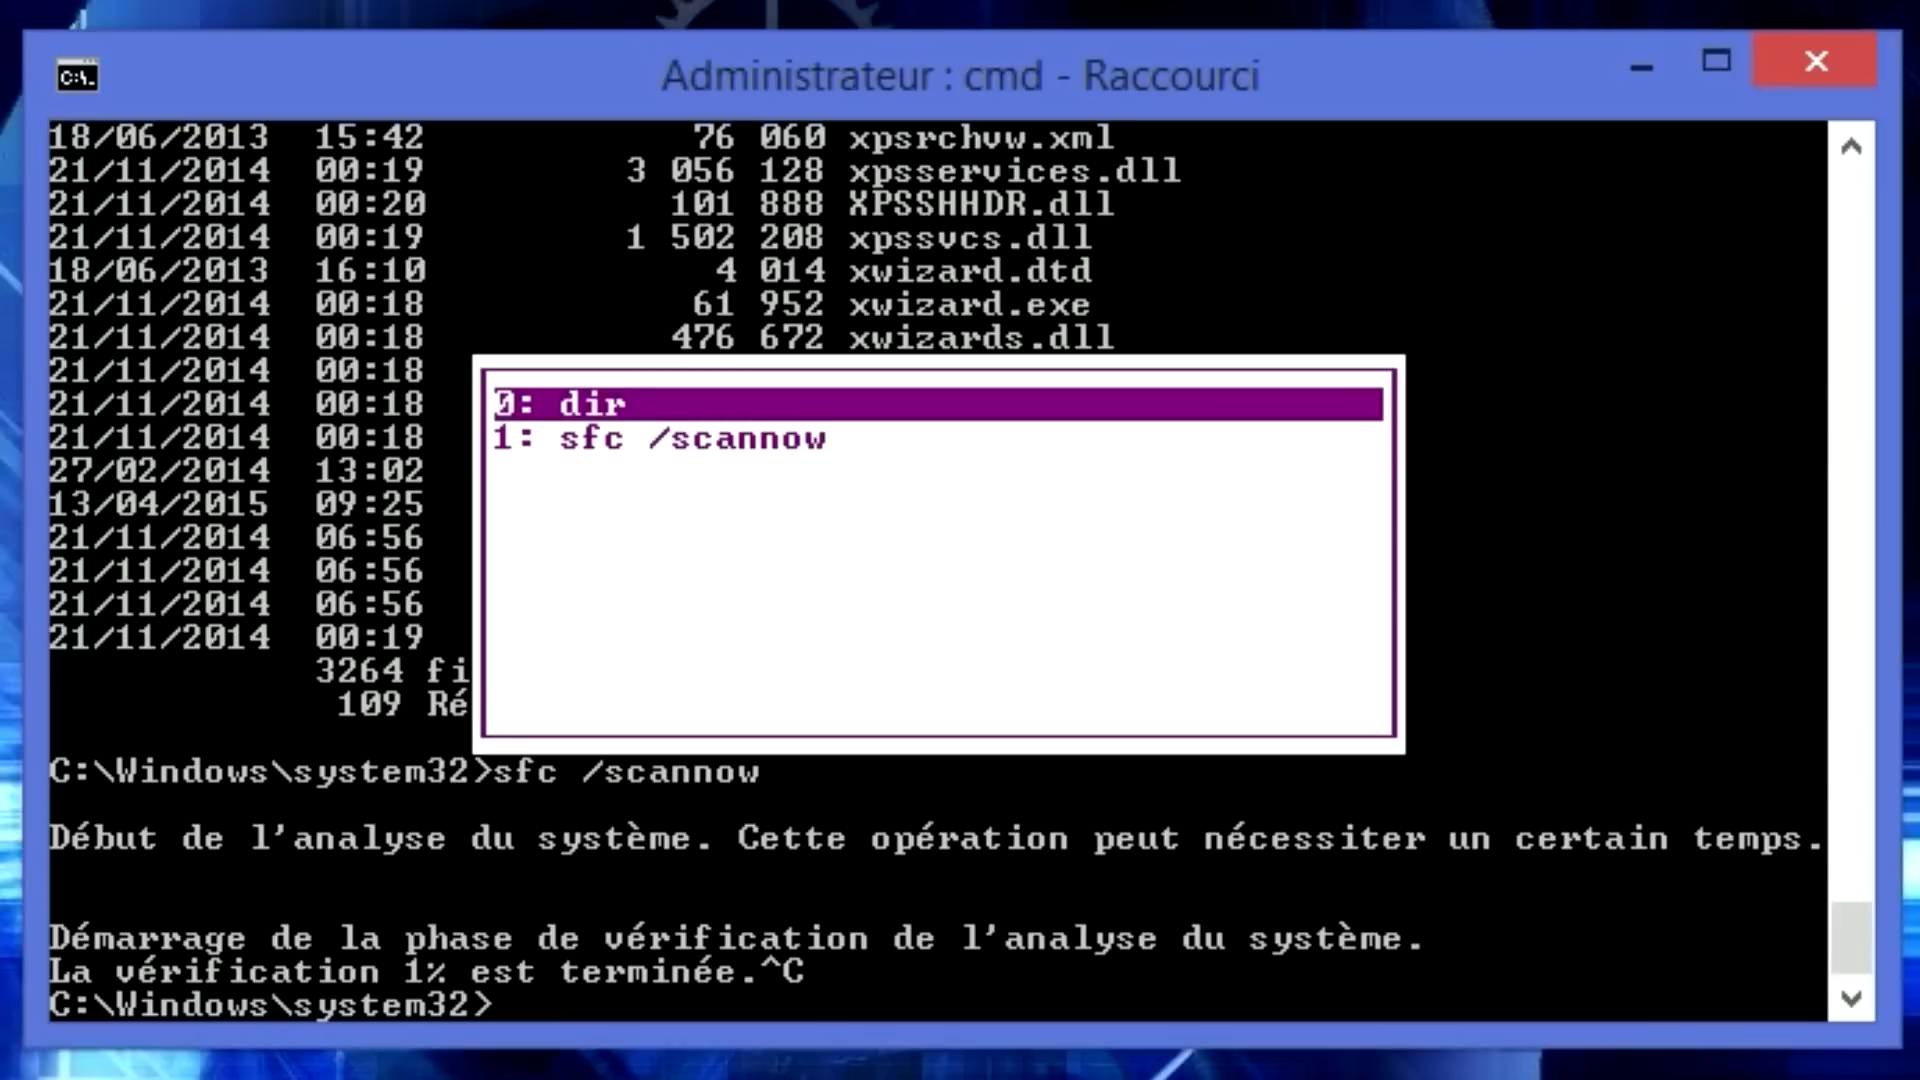 C:\.
Administrateur : cmd - Raccourci
18/06/2013  15:42            76 060 xpsrchvw.xml
21/11/2014  00:19         3 056 128 xpsservices.dll
21/11/2014  00:20           101 888 XPSSHHDR.dll
21/11/2014  00:19         1 502 208 xpssvcs.dll
18/06/2013  16:10             4 014 xwizard.dtd
21/11/2014  00:18            61 952 xwizard.exe
21/11/2014  00:18           476 672 xwizards.dll
21/11/2014  00:18
21/11/2014  00:18
21/11/2014  00:18
27/02/2014  13:02
13/04/2015  09:25
21/11/2014  06:56
21/11/2014  06:56
21/11/2014  06:56
21/11/2014  00:19
3264 fi
109 Ré
0: dir
1: sfc /scannow
C:\Windows\system32>sfc /scannow
Début de l'analyse du système. Cette opération peut nécessiter un certain temps.
Démarrage de la phase de vérification de l'analyse du système.
La vérification 1% est terminée.^C
C:\Windows\system32>